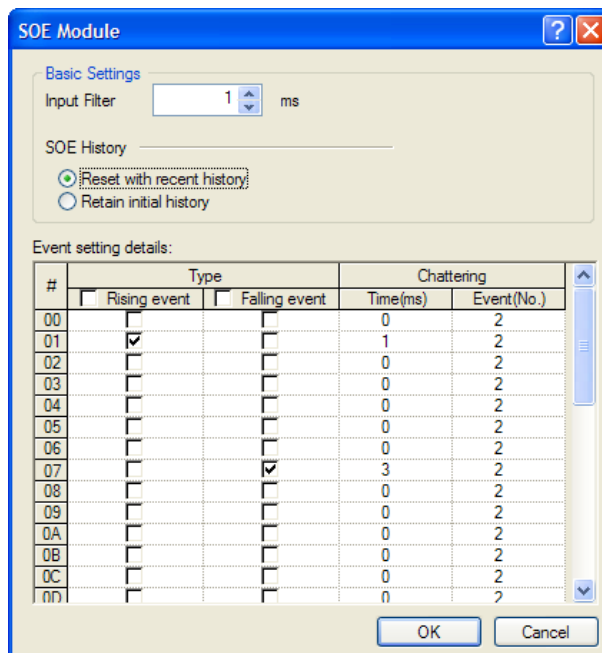 SOE Module
Basic Settings
Input Filter 1 ms
SOE History
Reset with recent history
Retain initial history
Event setting details:
# Type Chattering
Rising event Falling event Time(ms) Event(No.)
00 0 2
01 1 2
02 0 2
03 0 2
04 0 2
05 0 2
06 0 2
07 3 2
08 0 2
09 0 2
0A 0 2
0B 0 2
0C 0 2
0D 0 2
OK Cancel